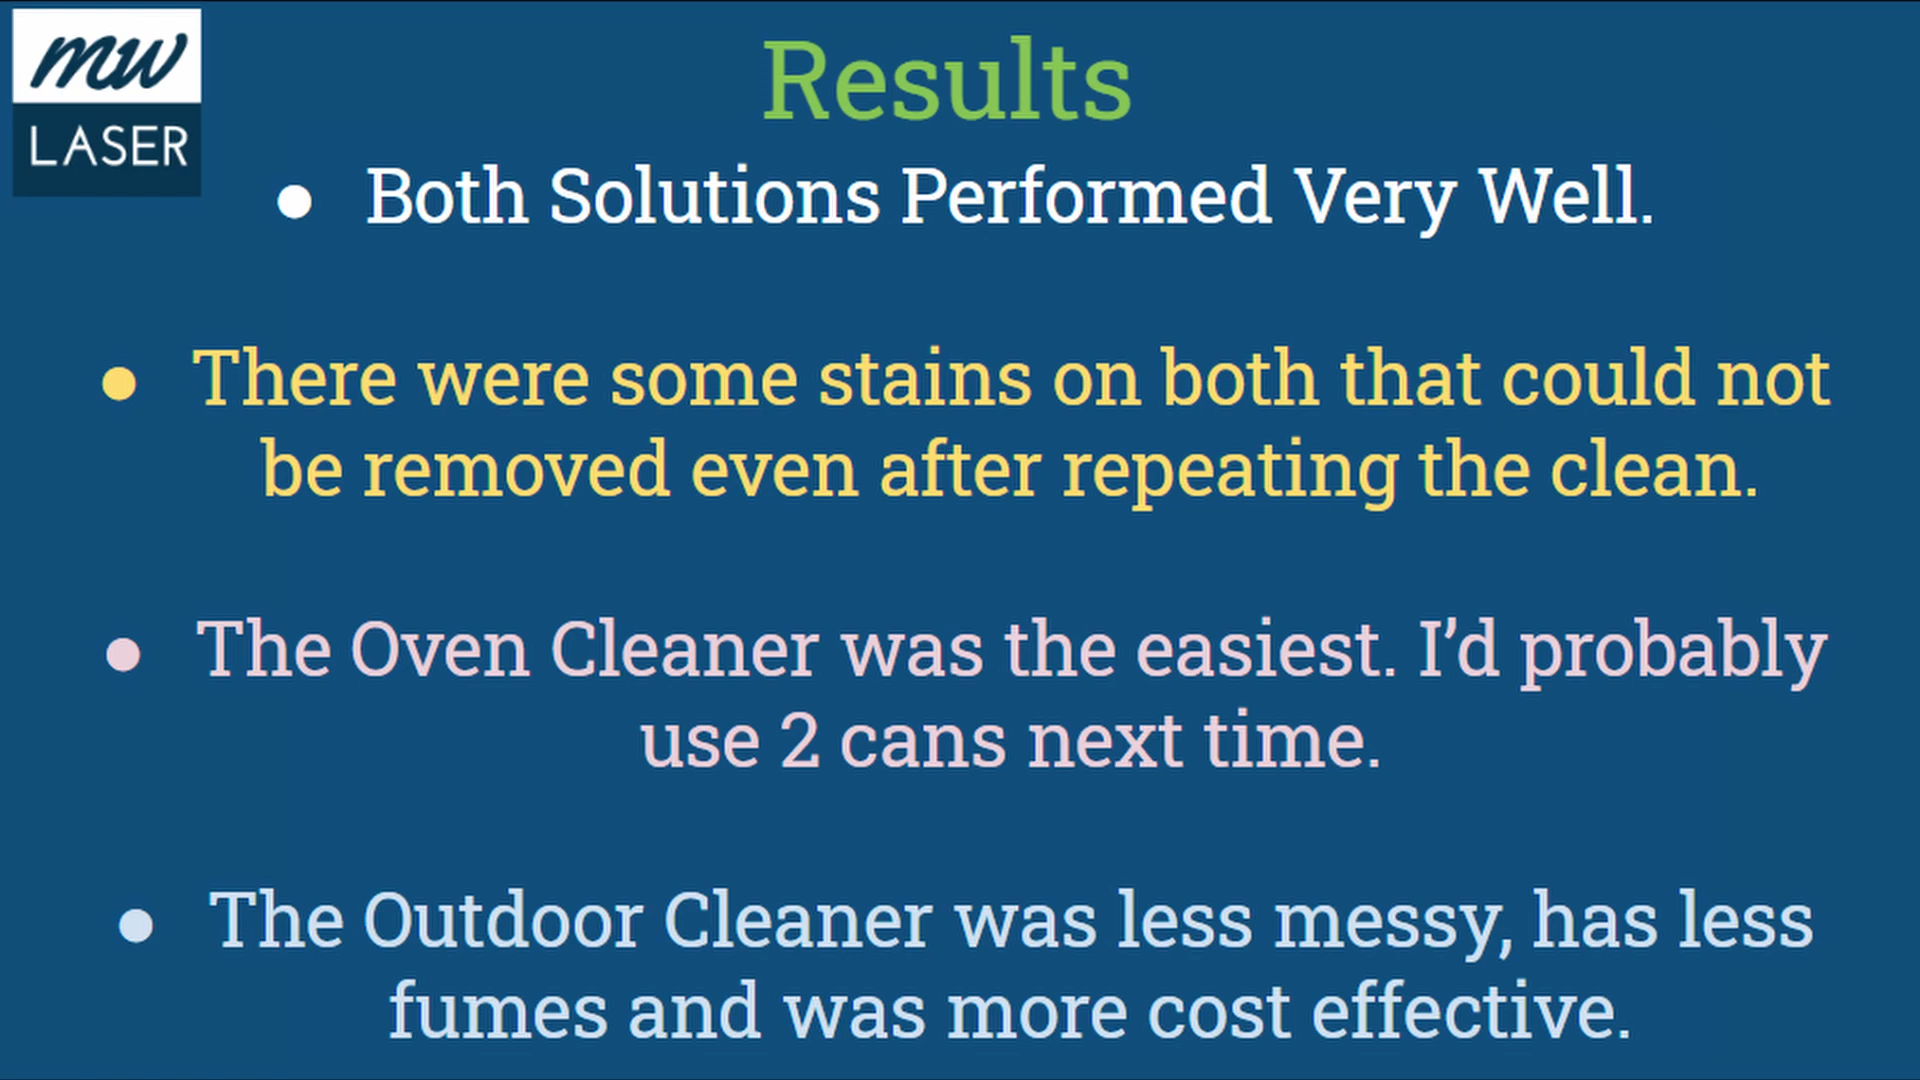 mw
LASER
Results
• Both Solutions Performed Very Well.
• There were some stains on both that could not
be removed even after repeating the clean.
• The Oven Cleaner was the easiest. I’d probably
use 2 cans next time.
• The Outdoor Cleaner was less messy, has less
fumes and was more cost effective.